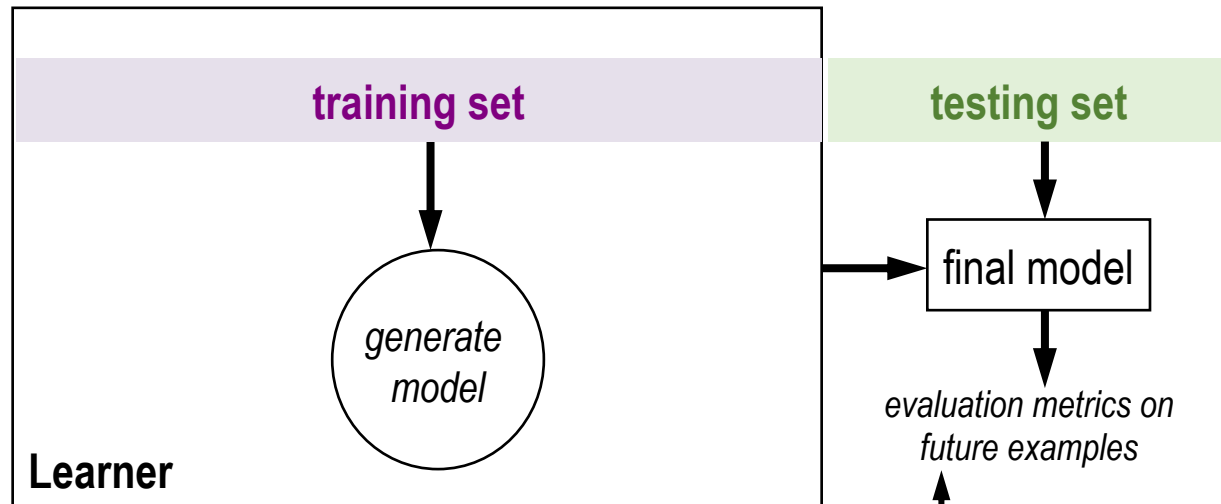 training set
testing set
final model
generate
model
evaluation metrics on
future examples
Learner